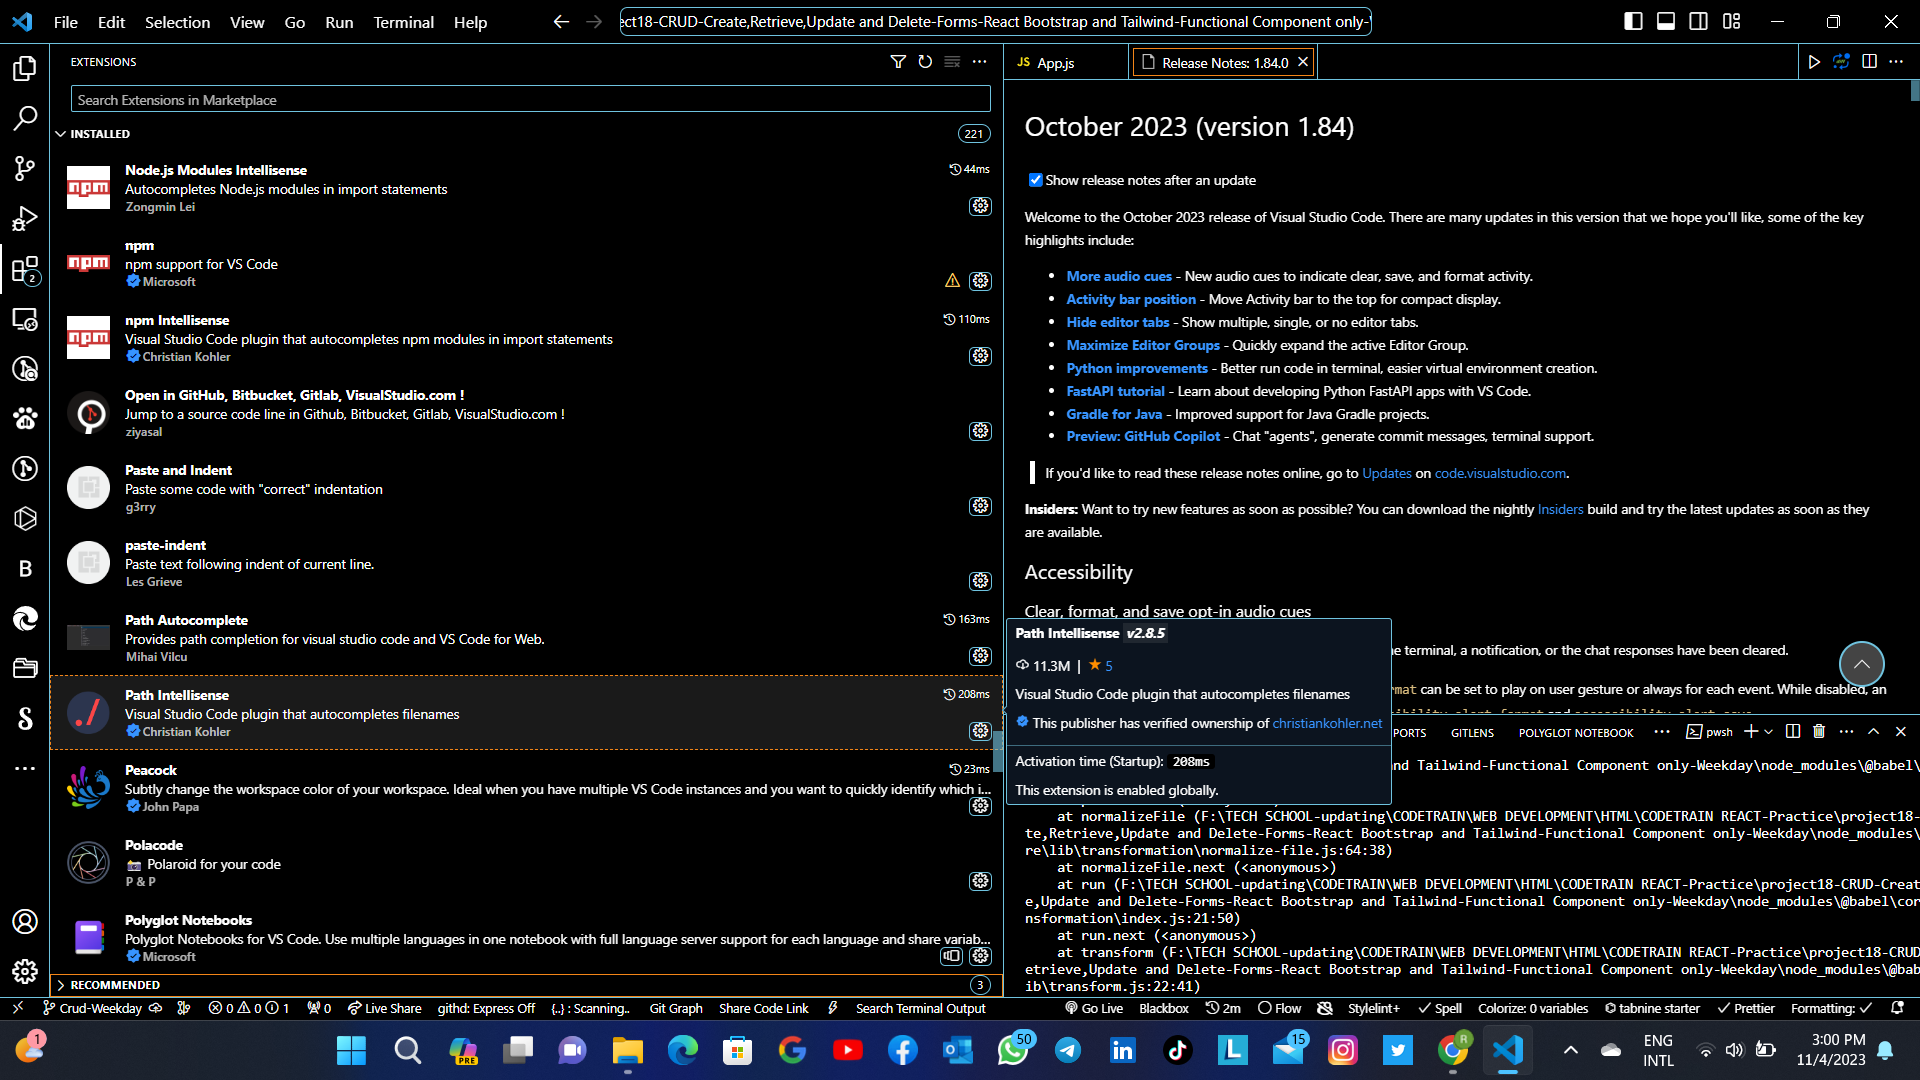 File Edit Selection View Go Run Terminal Help
ect18-CRUD-Create,Retrieve,Update and Delete-Forms-React Bootstrap and Tailwind-Functional Component only-
EXTENSIONS
Search Extensions in Marketplace
INSTALLED
221
Node.js Modules Intellisense
44ms
Autocompletes Node.js modules in import statements
Zongmin Lei
npm
npm support for VS Code
Microsoft
npm Intellisense
110ms
Visual Studio Code plugin that autocompletes npm modules in import statements
Christian Kohler
Open in GitHub, Bitbucket, Gitlab, VisualStudio.com !
Jump to a source code line in Github, Bitbucket, Gitlab, VisualStudio.com !
ziyasal
Paste and Indent
Paste some code with "correct" indentation
g3rry
paste-indent
Paste text following indent of current line.
Les Grieve
Path Autocomplete
163ms
Provides path completion for visual studio code and VS Code for Web.
Mihai Vilcu
Path Intellisense
208ms
Visual Studio Code plugin that autocompletes filenames
Christian Kohler
Peacock
23ms
Subtly change the workspace color of your workspace. Ideal when you have multiple VS Code instances and you want to quickly identify which i...
John Papa
Polacode
Polaroid for your code
P & P
Polyglot Notebooks
Polyglot Notebooks for VS Code. Use multiple languages in one notebook with full language server support for each language and share variab...
Microsoft
RECOMMENDED
3
2
B
JS App.js
Release Notes: 1.84.0
October 2023 (version 1.84)
Show release notes after an update
Welcome to the October 2023 release of Visual Studio Code. There are many updates in this version that we hope you'll like, some of the key
highlights include:
• More audio cues - New audio cues to indicate clear, save, and format activity.
• Activity bar position - Move Activity bar to the top for compact display.
• Hide editor tabs - Show multiple, single, or no editor tabs.
• Maximize Editor Groups - Quickly expand the active Editor Group.
• Python improvements - Better run code in terminal, easier virtual environment creation.
• FastAPI tutorial - Learn about developing Python FastAPI apps with VS Code.
• Gradle for Java - Improved support for Java Gradle projects.
• Preview: GitHub Copilot - Chat "agents", generate commit messages, terminal support.
If you'd like to read these release notes online, go to Updates on code.visualstudio.com.
Insiders: Want to try new features as soon as possible? You can download the nightly Insiders build and try the latest updates as soon as they
are available.
Accessibility
Clear, format, and save opt-in audio cues
e terminal, a notification, or the chat responses have been cleared.
mat can be set to play on user gesture or always for each event. While disabled, an
Path Intellisense v2.8.5
11.3M | ★ 5
Visual Studio Code plugin that autocompletes filenames
This publisher has verified ownership of christiankohler.net
Activation time (Startup): 208ms
This extension is enabled globally.
PORTS GITLENS POLYGLOT NOTEBOOK ··· pwsh
nd Tailwind-Functional Component only-Weekday\node_modules\@babel\
at normalizeFile (F:\TECH SCHOOL-updating\CODETRAIN\WEB DEVELOPMENT\HTML\CODETRAIN REACT-Practice\project18-
te,Retrieve,Update and Delete-Forms-React Bootstrap and Tailwind-Functional Component only-Weekday\node_modules\
re\lib\transformation\normalize-file.js:64:38)
at normalizeFile.next (<anonymous>)
at run (F:\TECH SCHOOL-updating\CODETRAIN\WEB DEVELOPMENT\HTML\CODETRAIN REACT-Practice\project18-CRUD-Creat
e,Update and Delete-Forms-React Bootstrap and Tailwind-Functional Component only-Weekday\node_modules\@babel\cor
nsformation\index.js:21:50)
at run.next (<anonymous>)
at transform (F:\TECH SCHOOL-updating\CODETRAIN\WEB DEVELOPMENT\HTML\CODETRAIN REACT-Practice\project18-CRUD
etrieve,Update and Delete-Forms-React Bootstrap and Tailwind-Functional Component only-Weekday\node_modules\@bab
ib\transform.js:22:41)
Crud-Weekday 0 0 1 0 Live Share githd: Express Off {..} : Scanning.. Git Graph Share Code Link Search Terminal Output Go Live Blackbox 2m Flow Stylelint+ Spell Colorize: 0 variables tabnine starter Prettier Formatting: ✓
1
PRE
50
15
R
ENG
INTL
3:00 PM
11/4/2023